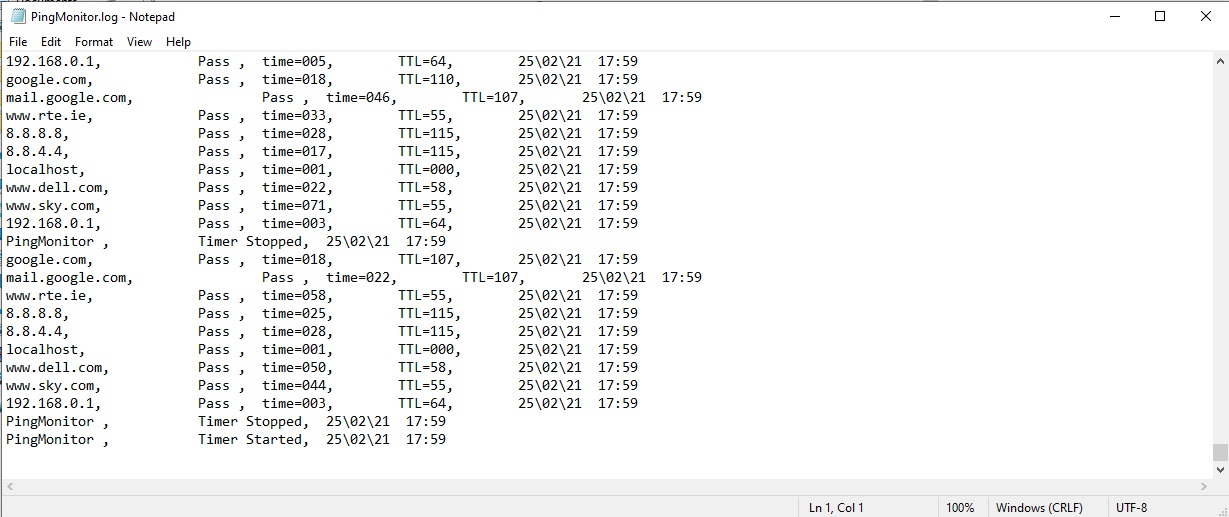 PingMonitor.log - Notepad
File Edit Format View Help
192.168.0.1, Pass , time=005, TTL=64, 25\02\21 17:59
google.com, Pass , time=018, TTL=110, 25\02\21 17:59
mail.google.com, Pass , time=046, TTL=107, 25\02\21 17:59
www.rte.ie, Pass , time=033, TTL=55, 25\02\21 17:59
8.8.8.8, Pass , time=028, TTL=115, 25\02\21 17:59
8.8.4.4, Pass , time=017, TTL=115, 25\02\21 17:59
localhost, Pass , time=001, TTL=000, 25\02\21 17:59
www.dell.com, Pass , time=022, TTL=58, 25\02\21 17:59
www.sky.com, Pass , time=071, TTL=55, 25\02\21 17:59
192.168.0.1, Pass , time=003, TTL=64, 25\02\21 17:59
PingMonitor , Timer Stopped, 25\02\21 17:59
google.com, Pass , time=018, TTL=107, 25\02\21 17:59
mail.google.com, Pass , time=022, TTL=107, 25\02\21 17:59
www.rte.ie, Pass , time=058, TTL=55, 25\02\21 17:59
8.8.8.8, Pass , time=025, TTL=115, 25\02\21 17:59
8.8.4.4, Pass , time=028, TTL=115, 25\02\21 17:59
localhost, Pass , time=001, TTL=000, 25\02\21 17:59
www.dell.com, Pass , time=050, TTL=58, 25\02\21 17:59
www.sky.com, Pass , time=044, TTL=55, 25\02\21 17:59
192.168.0.1, Pass , time=003, TTL=64, 25\02\21 17:59
PingMonitor , Timer Stopped, 25\02\21 17:59
PingMonitor , Timer Started, 25\02\21 17:59
Ln 1, Col 1 100% Windows (CRLF) UTF-8